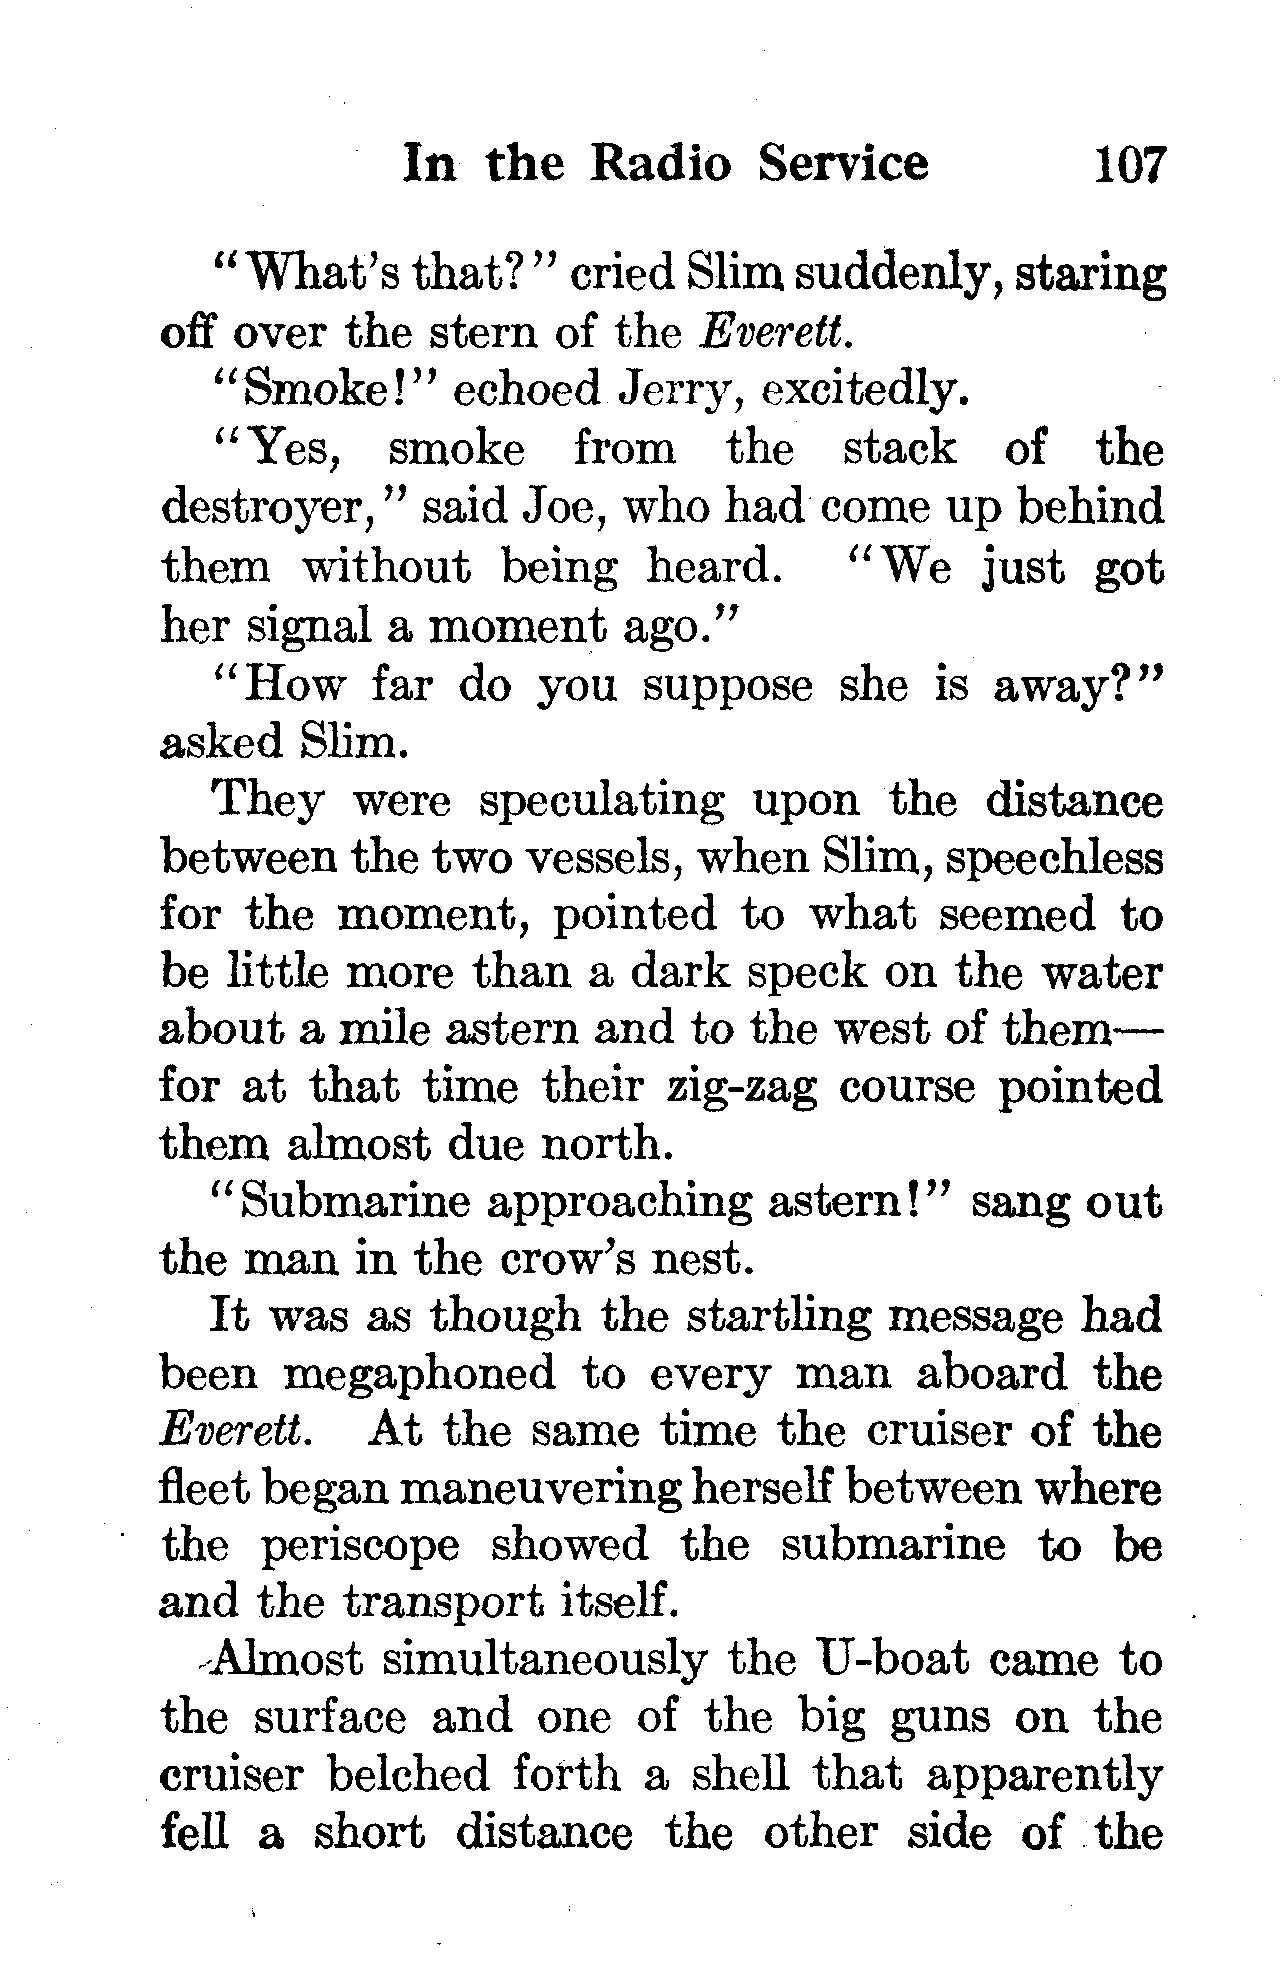 In the Radio Service 107
"What's that?" cried Slim suddenly, staring
off over the stern of the Everett.
"Smoke!" echoed Jerry, excitedly.
"Yes, smoke from the stack of the
destroyer," said Joe, who had come up behind
them without being heard. "We just got
her signal a moment ago."
"How far do you suppose she is away?"
asked Slim.
They were speculating upon the distance
between the two vessels, when Slim, speechless
for the moment, pointed to what seemed to
be little more than a dark speck on the water
about a mile astern and to the west of them—
for at that time their zig-zag course pointed
them almost due north.
"Submarine approaching astern!" sang out
the man in the crow's nest.
It was as though the startling message had
been megaphoned to every man aboard the
Everett. At the same time the cruiser of the
fleet began maneuvering herself between where
the periscope showed the submarine to be
and the transport itself.
Almost simultaneously the U-boat came to
the surface and one of the big guns on the
cruiser belched forth a shell that apparently
fell a short distance the other side of the